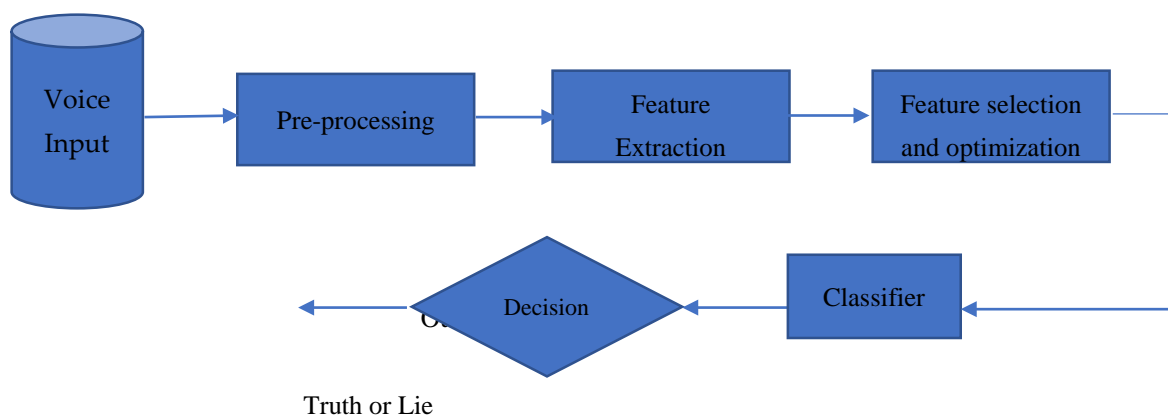 Voice
Input
Pre-processing
Feature
Extraction
Feature selection
and optimization
Classifier
Decision
Truth or Lie